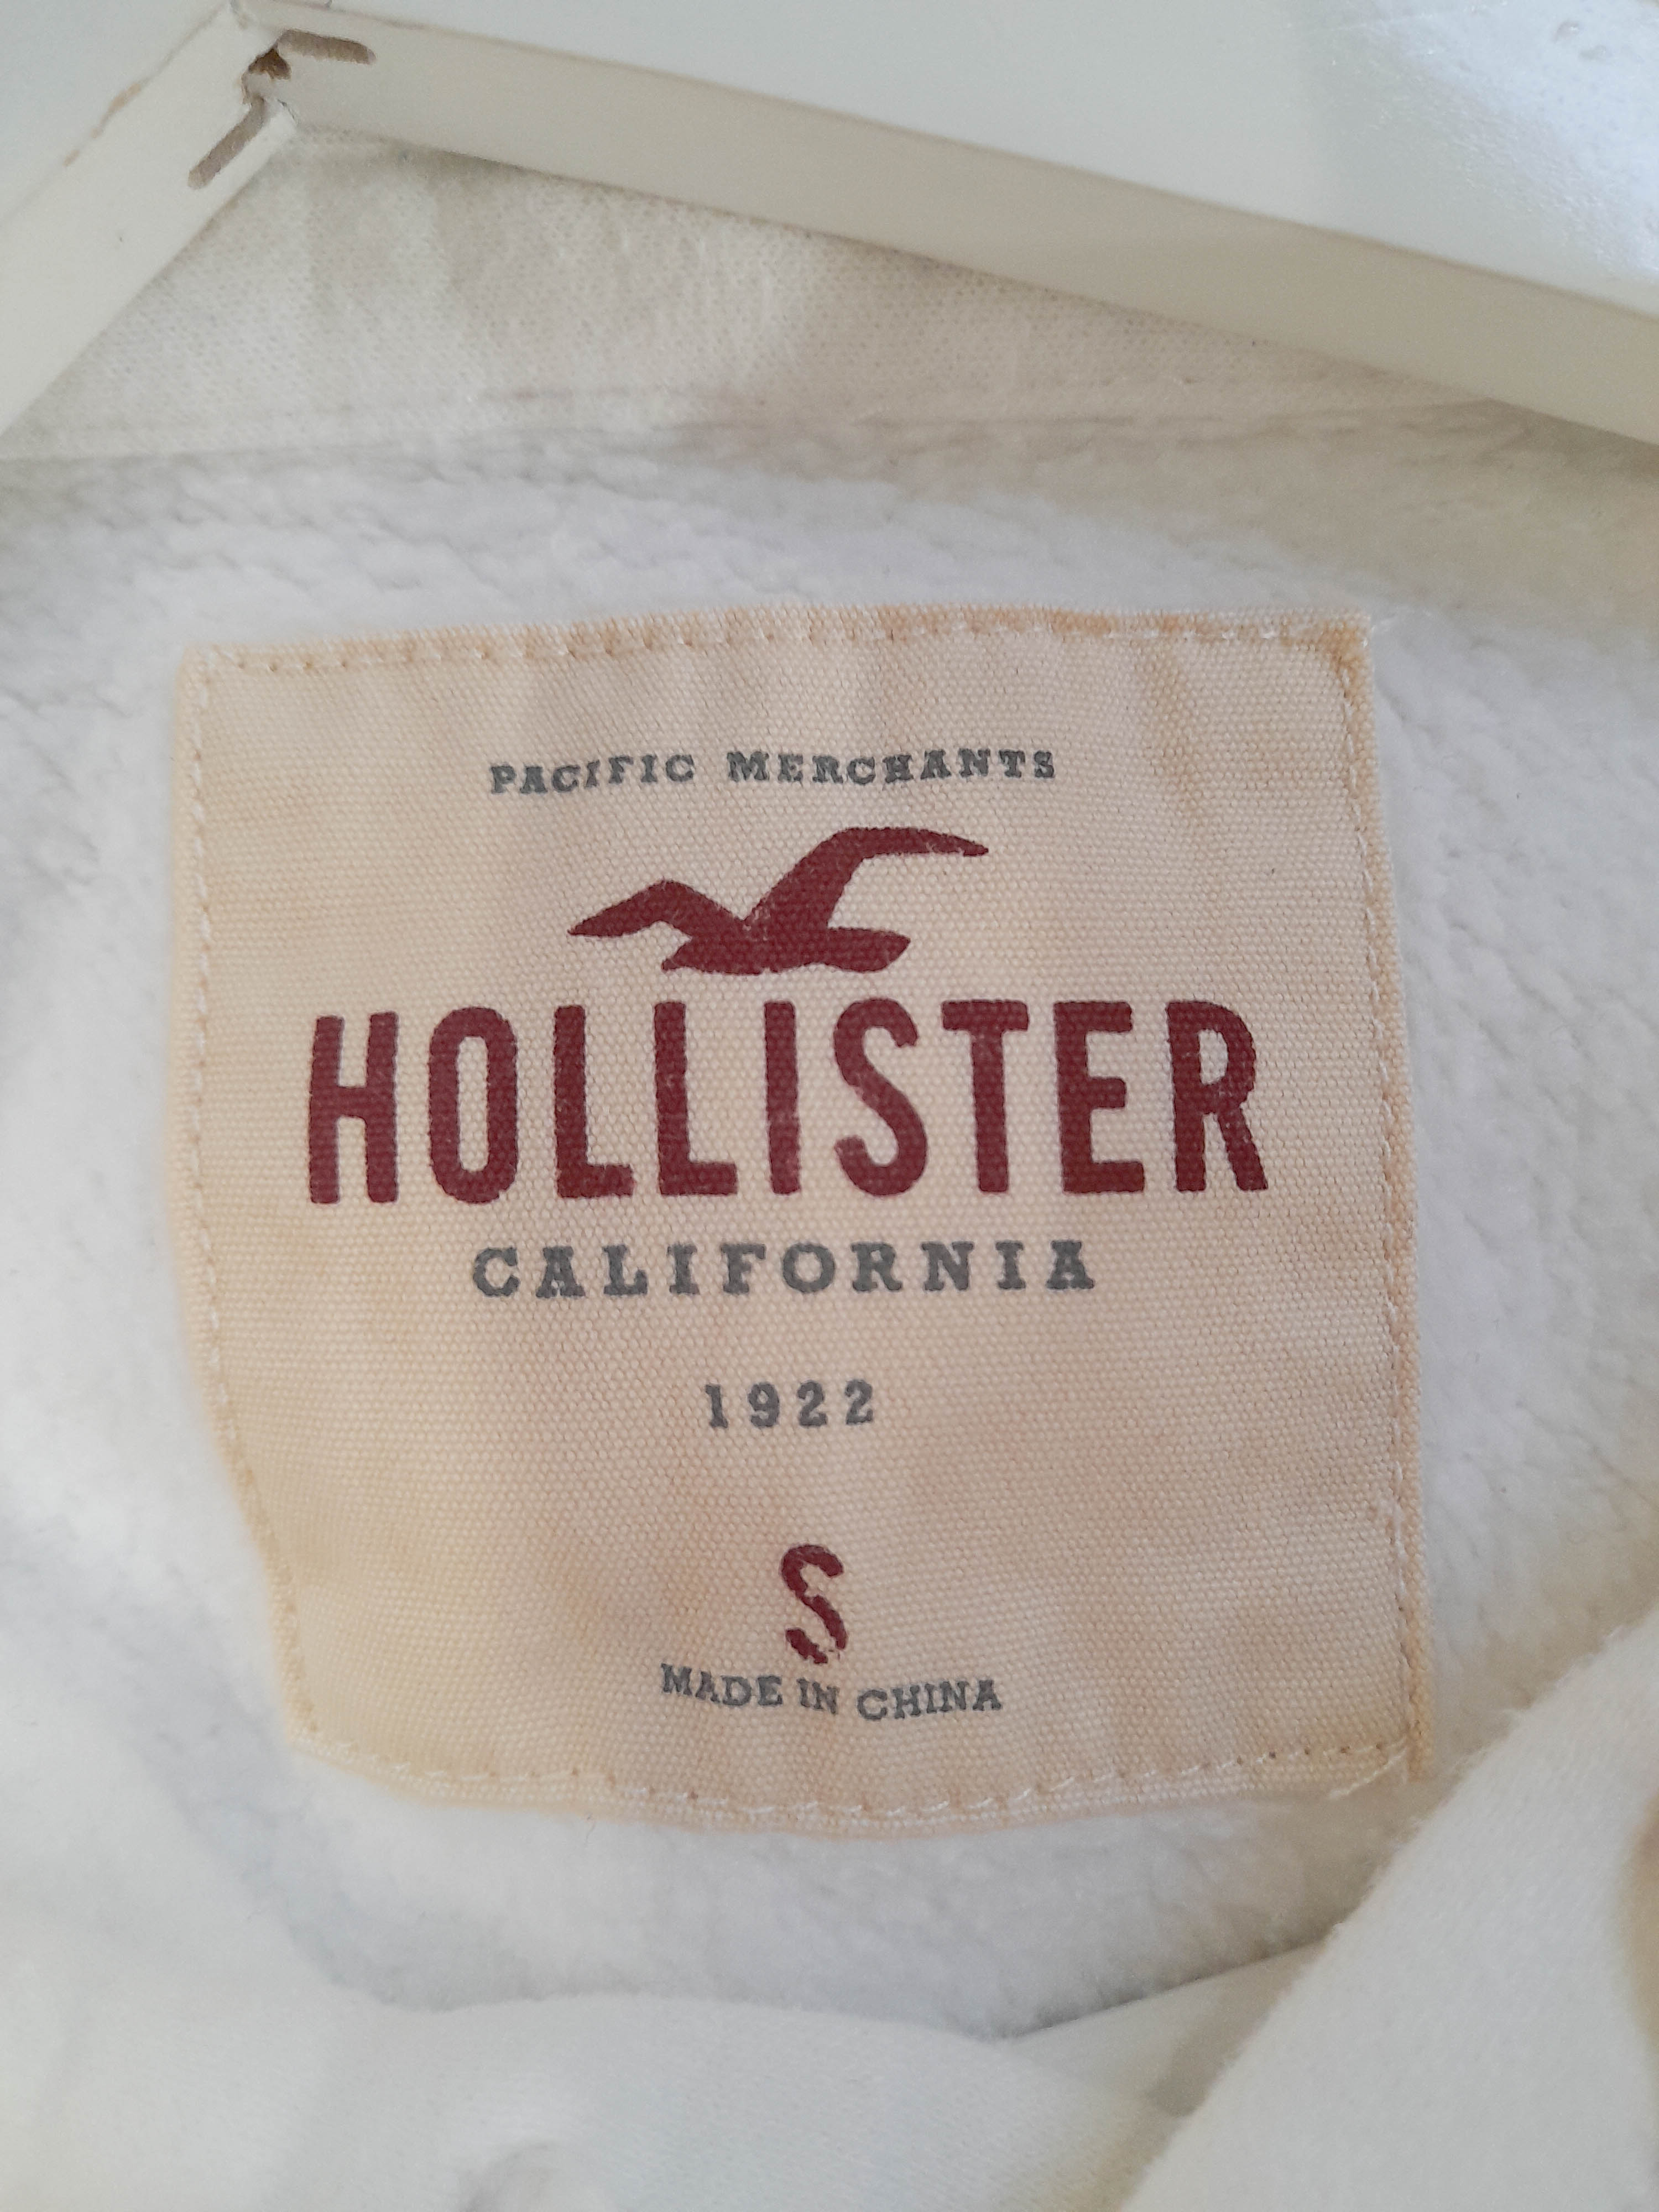 PACIFIC MERCHANTS
HOLLISTER
CALIFORNIA
1922
S
MADE IN CHINA